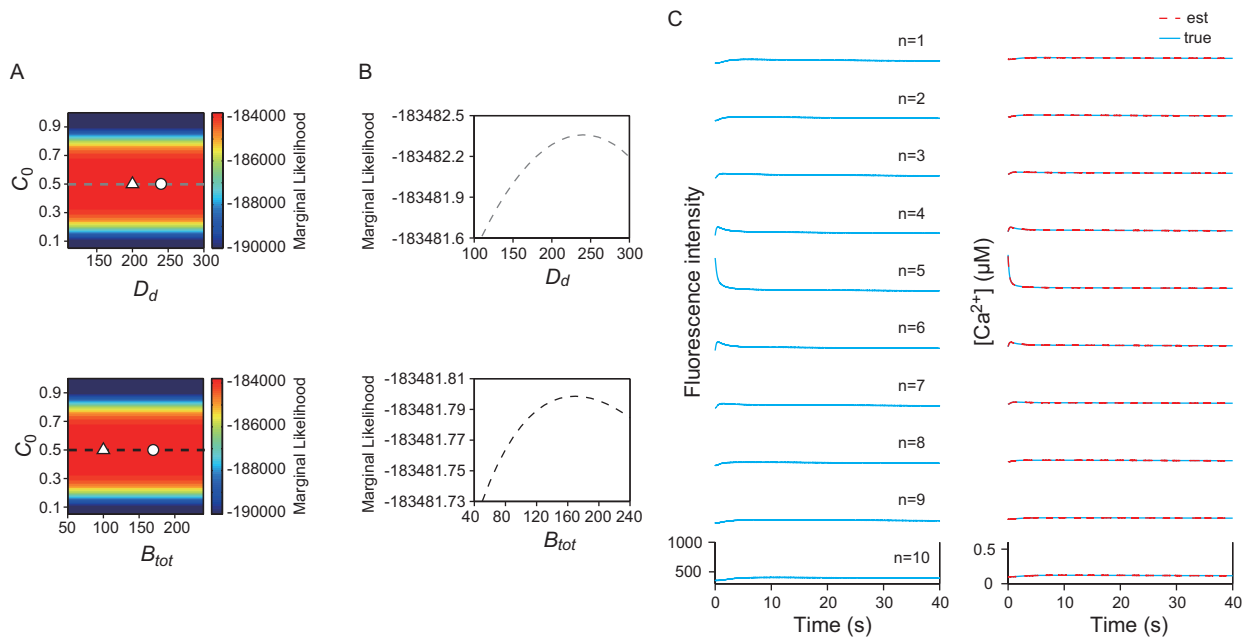 A
C0
0.9
0.7
0.5
0.3
0.1
150 200 250 300
Dd
-184000
-186000
-188000
-190000
Marginal Likelihood
C0
0.9
0.7
0.5
0.3
0.1
50 100 150 200
Btot
-184000
-186000
-188000
-190000
Marginal Likelihood
B
Marginal Likelihood
-183482.5
-183482.2
-183481.9
-183481.6
100 150 200 250 300
Dd
Marginal Likelihood
-183481.81
-183481.79
-183481.77
-183481.75
-183481.73
40 80 120 160 200 240
Btot
C
est
true
Fluorescence intensity
n=1
n=2
n=3
n=4
n=5
n=6
n=7
n=8
n=9
n=10
1000
500
0 10 20 30 40
Time (s)
[Ca2+] (μM)
0.5
0
0 10 20 30 40
Time (s)